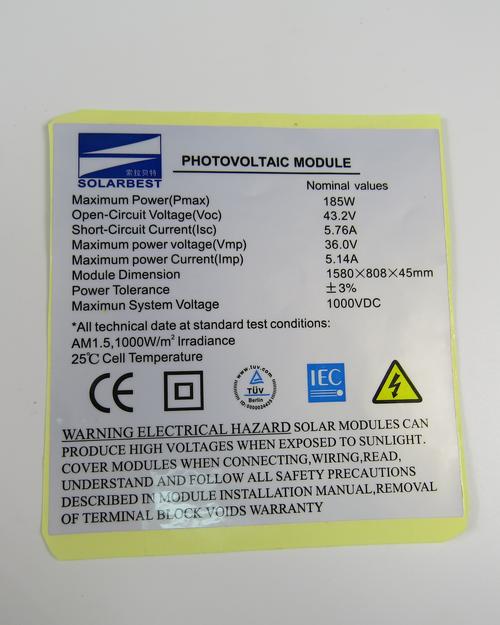 索拉贝特
SOLARBEST
PHOTOVOLTAIC MODULE
Nominal values
Maximum Power(Pmax) 185W
Open-Circuit Voltage(Voc) 43.2V
Short-Circuit Current(Isc) 5.76A
Maximum power voltage(Vmp) 36.0V
Maximum power Current(Imp) 5.14A
Module Dimension 1580×808×45mm
Power Tolerance ±3%
Maximun System Voltage 1000VDC
*All technical date at standard test conditions:
AM1.5,1000W/m² Irradiance
25℃ Cell Temperature
CE
www.tuv.com
TÜV
Berlin
IEC
WARNING ELECTRICAL HAZARD SOLAR MODULES CAN
PRODUCE HIGH VOLTAGES WHEN EXPOSED TO SUNLIGHT.
COVER MODULES WHEN CONNECTING,WIRING,READ,
UNDERSTAND AND FOLLOW ALL SAFETY PRECAUTIONS
DESCRIBED IN MODULE INSTALLATION MANUAL,REMOVAL
OF TERMINAL BLOCK VOIDS WARRANTY